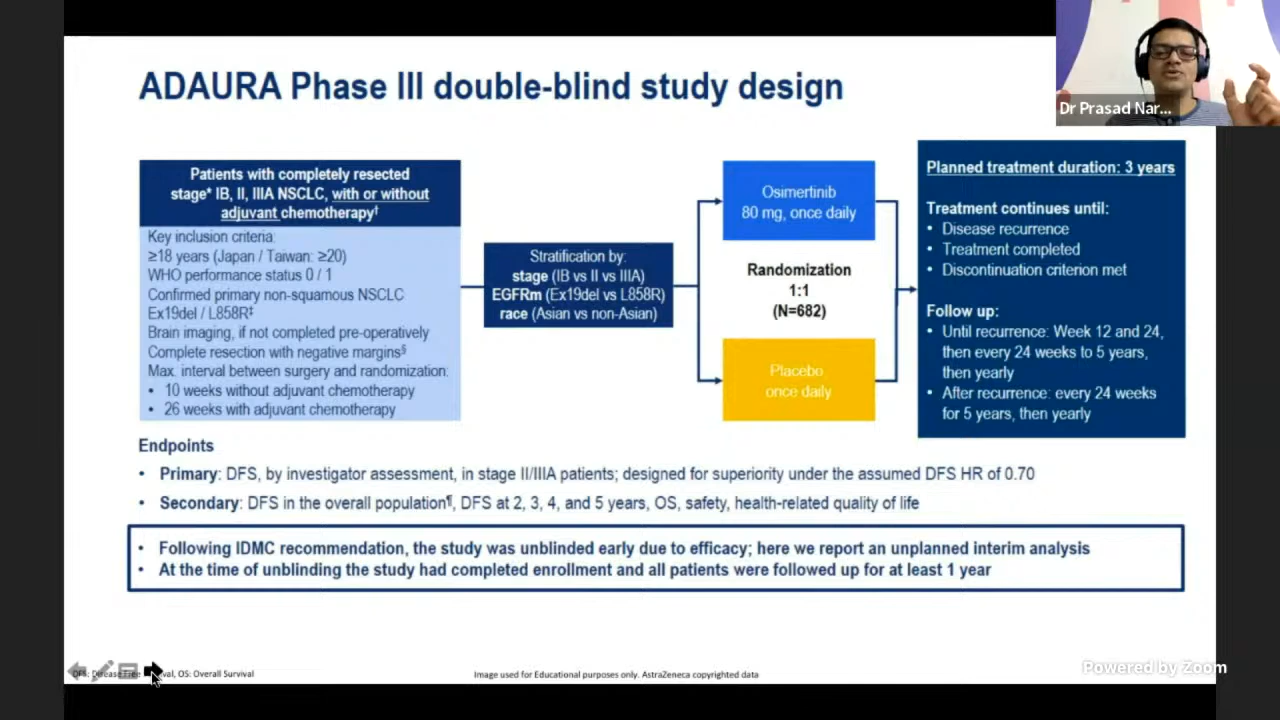 ADAURA Phase III double-blind study design
Dr Prasad Nar...
Patients with completely resected
stage* IB, II, IIIA NSCLC, with or without
adjuvant chemotherapy†
Key inclusion criteria:
≥18 years (Japan / Taiwan: ≥20)
WHO performance status 0 / 1
Confirmed primary non-squamous NSCLC
Ex19del / L858R‡
Brain imaging, if not completed pre-operatively
Complete resection with negative margins§
Max. interval between surgery and randomization:
• 10 weeks without adjuvant chemotherapy
• 26 weeks with adjuvant chemotherapy
Stratification by:
stage (IB vs II vs IIIA)
EGFRm (Ex19del vs L858R)
race (Asian vs non-Asian)
Osimertinib
80 mg, once daily
Randomization
1:1
(N=682)
Placebo
once daily
Planned treatment duration: 3 years
Treatment continues until:
• Disease recurrence
• Treatment completed
• Discontinuation criterion met
Follow up:
• Until recurrence: Week 12 and 24,
then every 24 weeks to 5 years,
then yearly
• After recurrence: every 24 weeks
for 5 years, then yearly
Endpoints
• Primary: DFS, by investigator assessment, in stage II/IIIA patients; designed for superiority under the assumed DFS HR of 0.70
• Secondary: DFS in the overall population¶, DFS at 2, 3, 4, and 5 years, OS, safety, health-related quality of life
• Following IDMC recommendation, the study was unblinded early due to efficacy; here we report an unplanned interim analysis
• At the time of unblinding the study had completed enrollment and all patients were followed up for at least 1 year
DFS: Disease OS: Overall Survival
Image used for Educational purposes only. AstraZeneca copyrighted data
Powered by Zoom